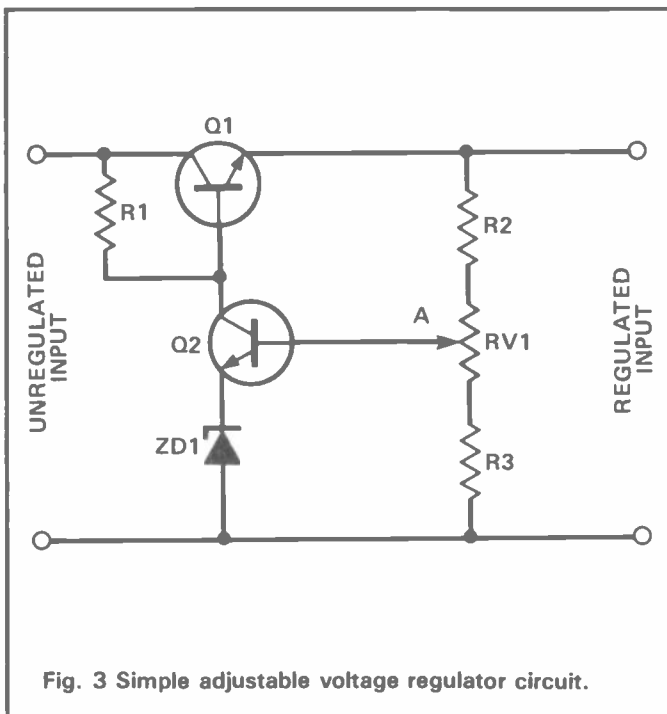 Q1
R1
R2
UNREGULATED
INPUT
A
Q2
RV1
REGULATED
INPUT
ZD1
R3
Fig. 3 Simple adjustable voltage regulator circuit.